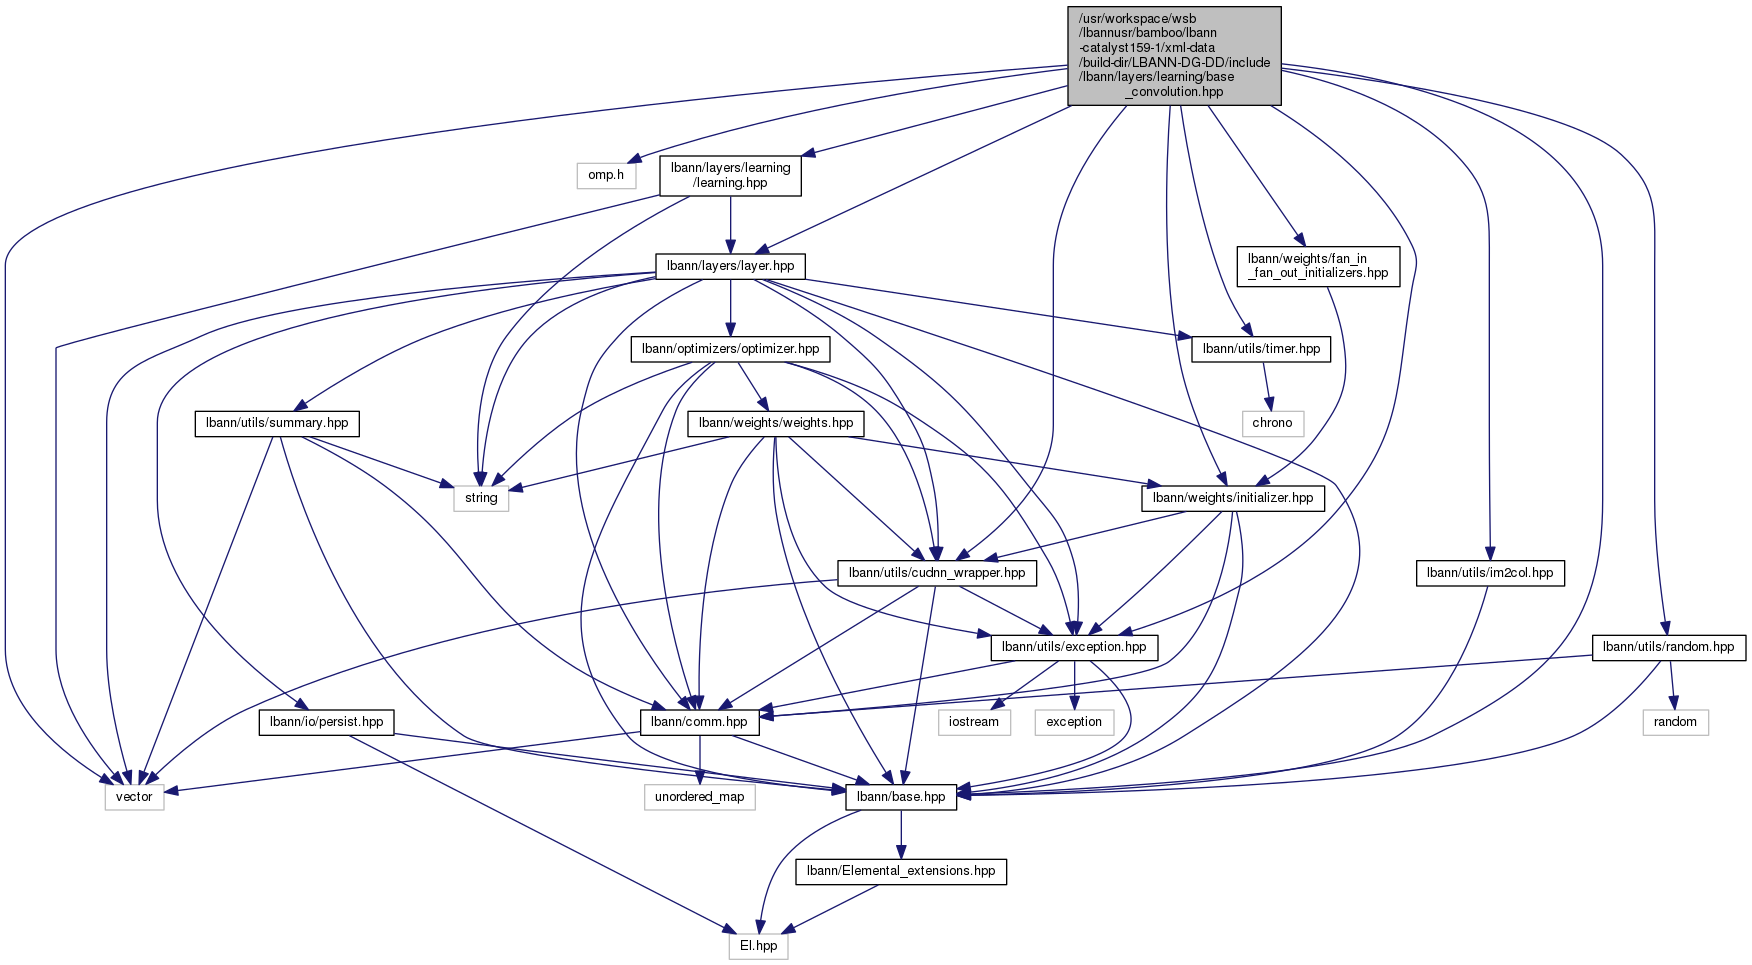 /usr/workspace/wsb
/lbannusr/bamboo/lbann
-catalyst159-1/xml-data
/build-dir/LBANN-DG-DD/include
/lbann/layers/learning/base
_convolution.hpp
omp.h
lbann/layers/learning
/learning.hpp
lbann/layers/layer.hpp
lbann/weights/fan_in
_fan_out_initializers.hpp
lbann/optimizers/optimizer.hpp
lbann/utils/timer.hpp
lbann/utils/summary.hpp
lbann/weights/weights.hpp
chrono
string
lbann/weights/initializer.hpp
lbann/utils/cudnn_wrapper.hpp
lbann/utils/im2col.hpp
lbann/utils/exception.hpp
lbann/utils/random.hpp
lbann/io/persist.hpp
lbann/comm.hpp
iostream
exception
random
vector
unordered_map
lbann/base.hpp
lbann/Elemental_extensions.hpp
El.hpp